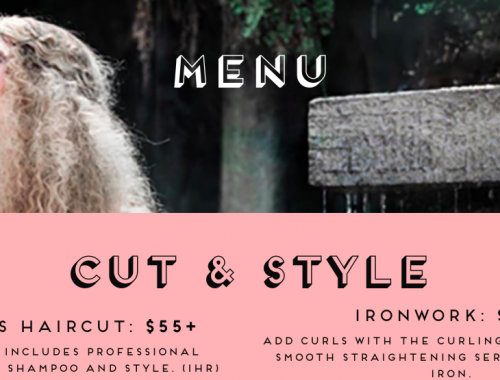 MENU
CUT & STYLE
S HAIRCUT: $55+
INCLUDES PROFESSIONAL
SHAMPOO AND STYLE. (1HR)
IRONWORK: $
ADD CURLS WITH THE CURLING
SMOOTH STRAIGHTENING SER
IRON.